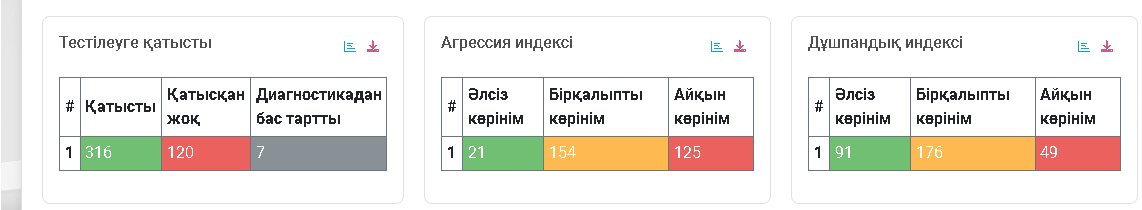 Тестілеуге қатысты
# Қатысты Қатысқан жоқ Диагностикадан бас тартты
1 316 120 7
Агрессия индексі
# Әлсіз көрінім Бірқалыпты көрінім Айқын көрінім
1 21 154 125
Дұшпандық индексі
# Әлсіз көрінім Бірқалыпты көрінім Айқын көрінім
1 91 176 49